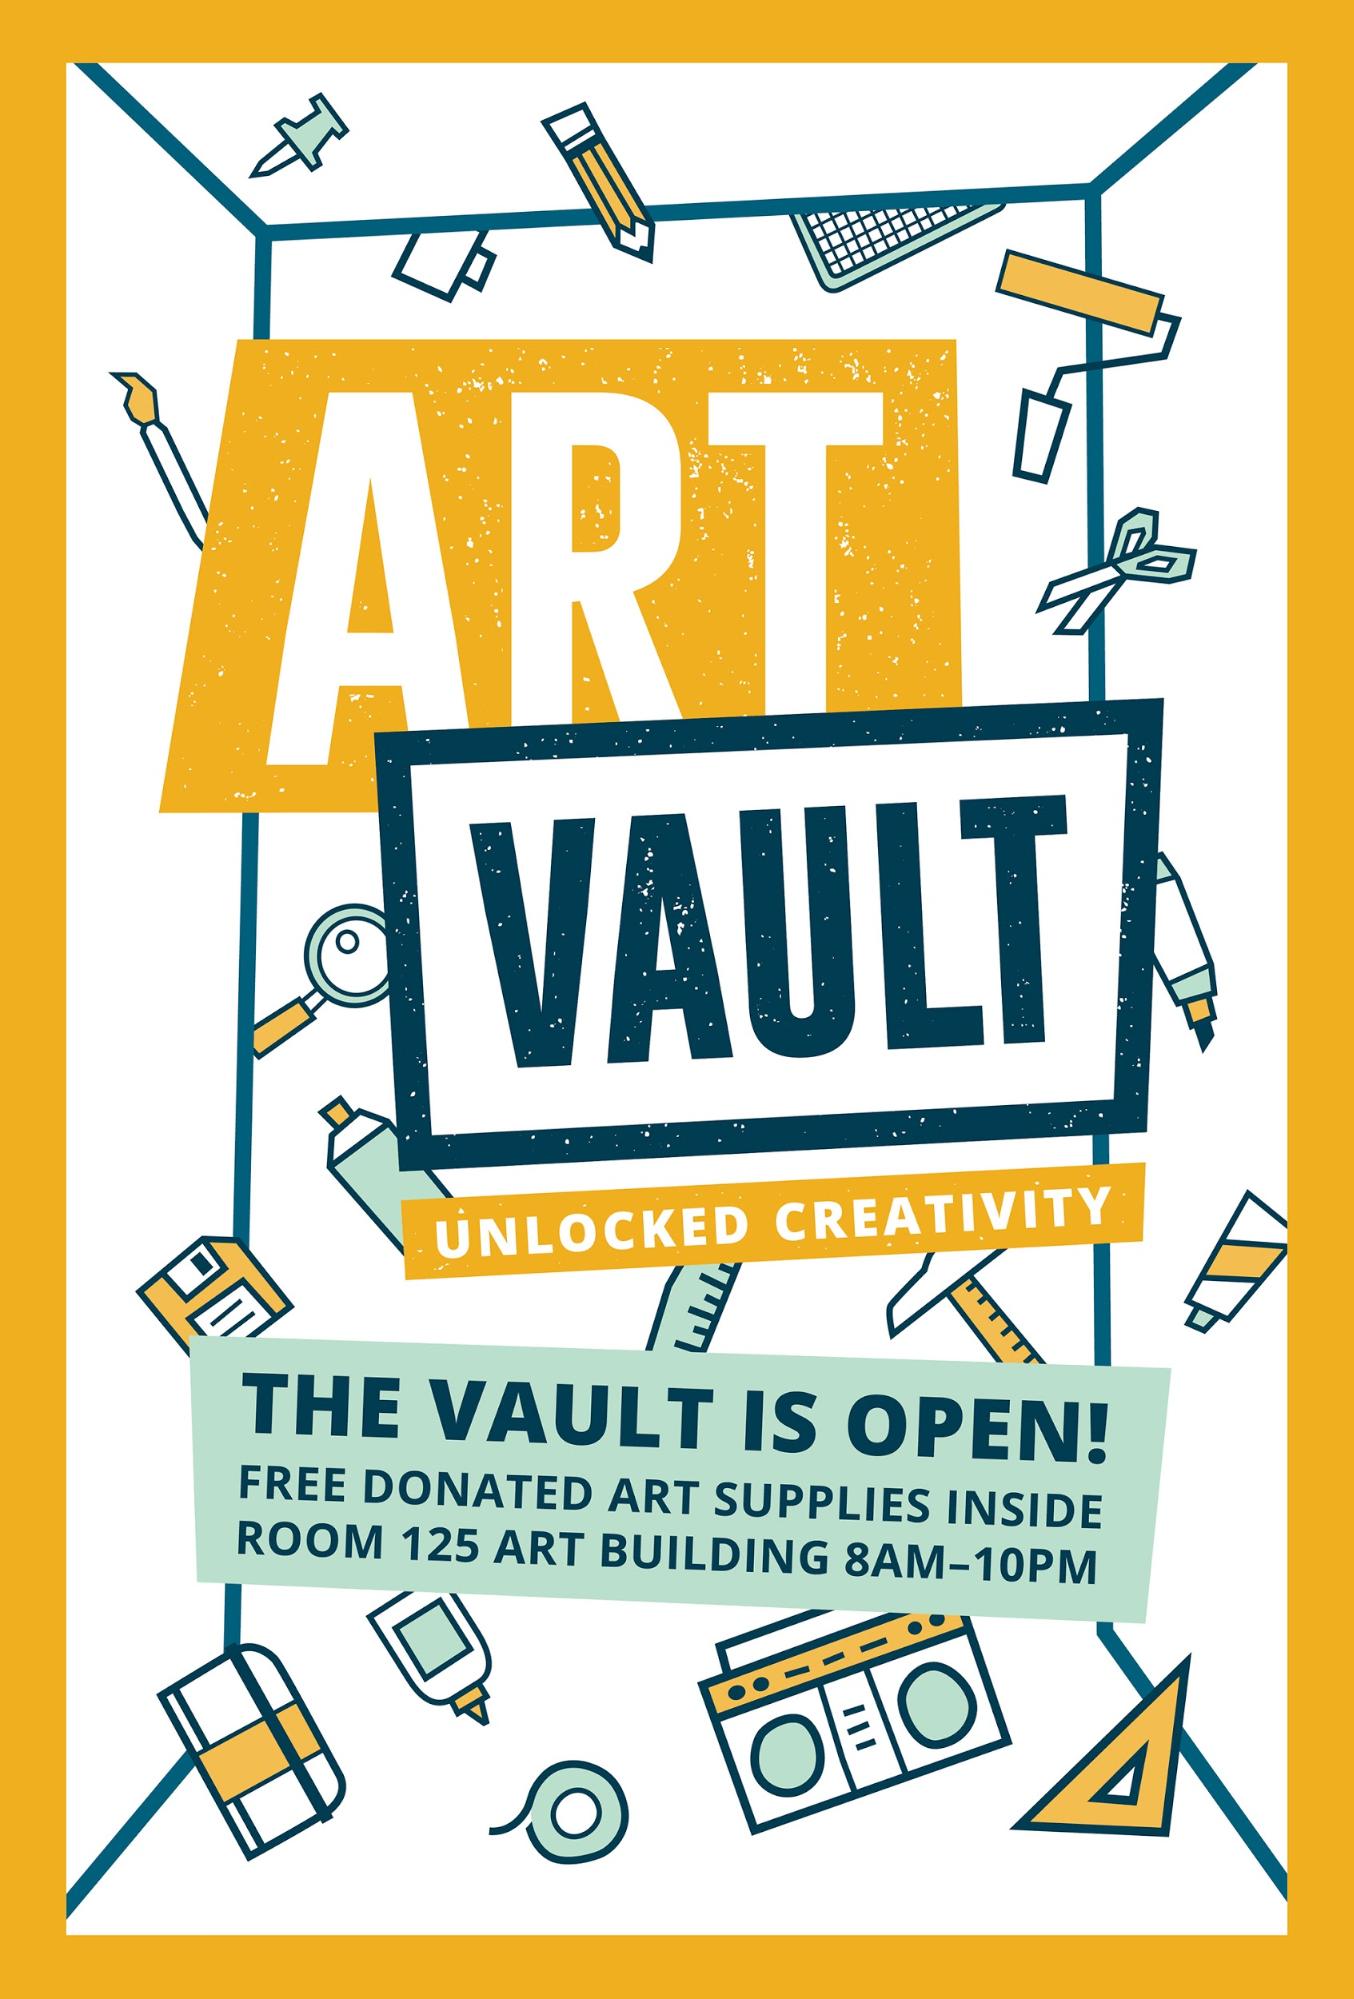 ART
VAULT
UNLOCKED CREATIVITY
THE VAULT IS OPEN!
FREE DONATED ART SUPPLIES INSIDE
ROOM 125 ART BUILDING 8AM–10PM